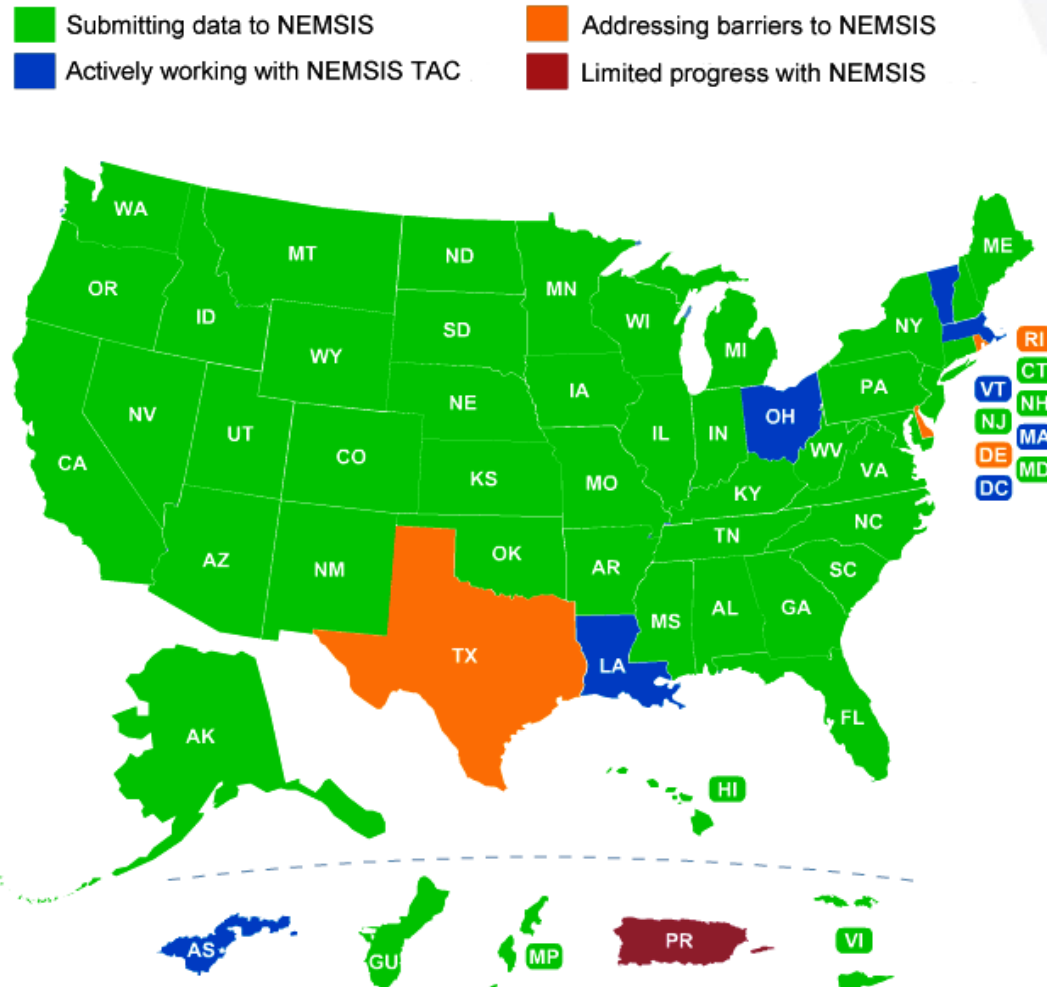 Submitting data to NEMSIS
Addressing barriers to NEMSIS
Actively working with NEMSIS TAC
Limited progress with NEMSIS
WA
MT
ND
ME
OR
MN
ID
SD
WI
NY
WY
MI
RI
CT
IA
PA
VT
NE
NH
NV
OH
NJ
UT
IL
IN
MA
CO
WV
DE
CA
VA
MD
KS
MO
DC
KY
NC
TN
OK
AZ
AR
NM
SC
AL
GA
MS
TX
LA
FL
AK
HI
AS
GU
MP
PR
VI